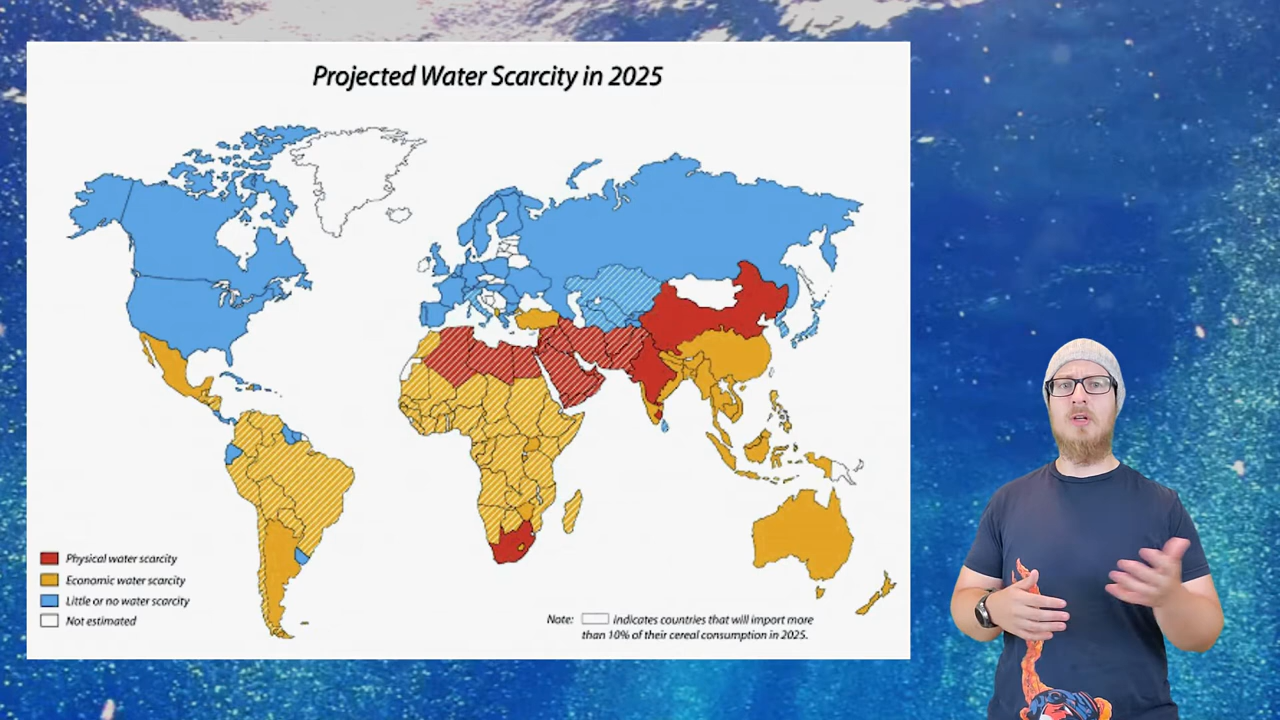 Projected Water Scarcity in 2025
Physical water scarcity
Economic water scarcity
Little or no water scarcity
Not estimated
Note: indicates countries that will import more
than 10% of their cereal consumption in 2025.